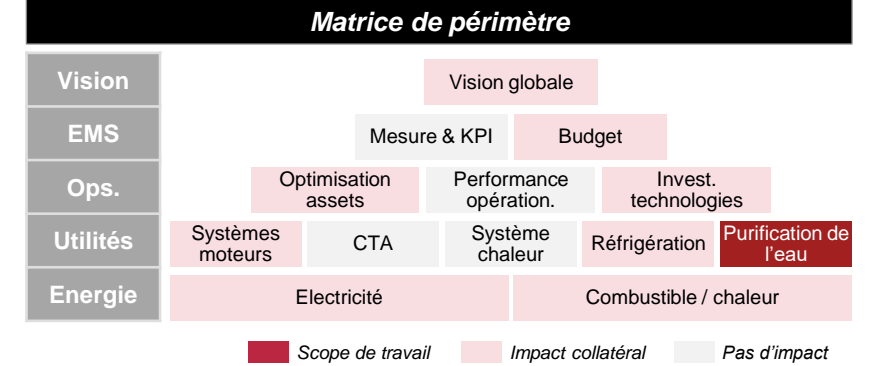 Matrice de périmètre
Vision
Vision globale
EMS
Mesure & KPI
Budget
Ops.
Optimisation
assets
Performance
opération.
Invest.
technologies
Utilités
Systèmes
moteurs
CTA
Système
chaleur
Réfrigération
Purification de
l’eau
Energie
Electricité
Combustible / chaleur
Scope de travail
Impact collatéral
Pas d’impact